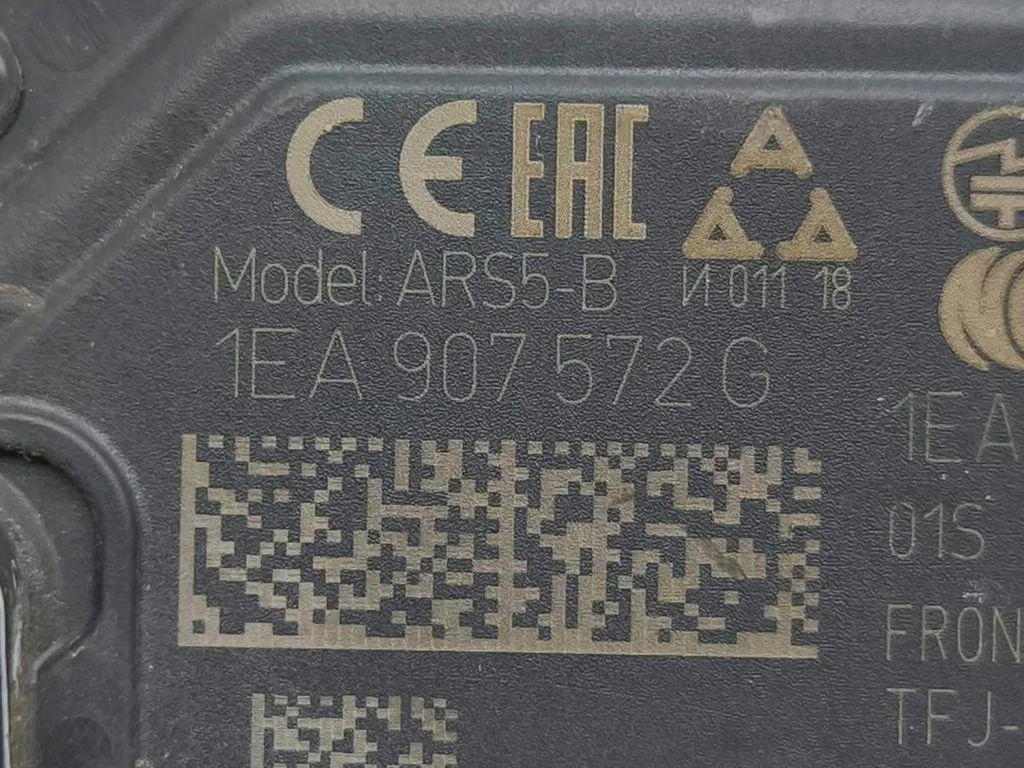 CE EAC
Model: ARS5-B И 011 18
1EA 907 572 G
1EA
01S
FRON
TFJ-